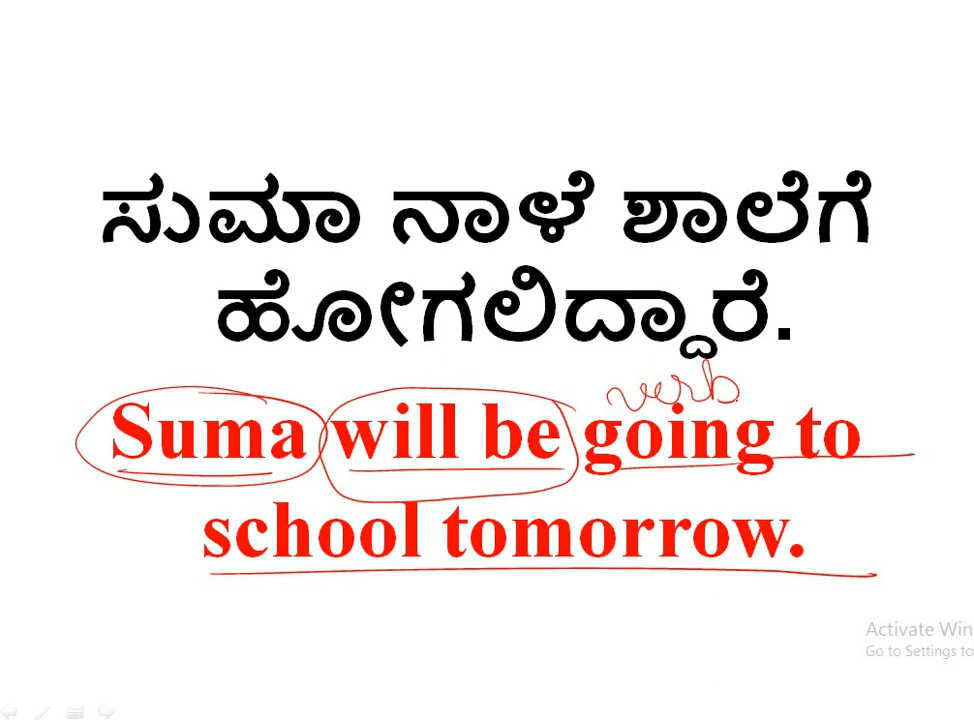 ಸುಮಾ ನಾಳೆ ಶಾಲೆಗೆ
ಹೋಗಲಿದ್ದಾರೆ.
verb
Suma will be going to
school tomorrow.
Activate Win
Go to Settings to